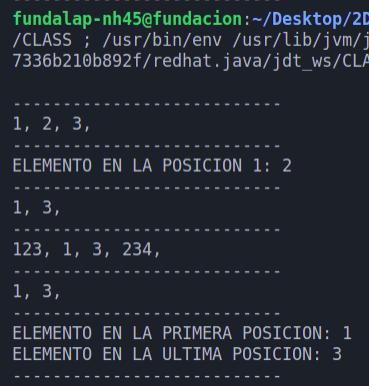 fundalap-nh45@fundacion:~/Desktop/2D
/CLASS ; /usr/bin/env /usr/lib/jvm/j
7336b210b892f/redhat.java/jdt_ws/CLA
---------------------------
1, 2, 3,
---------------------------
ELEMENTO EN LA POSICION 1: 2
---------------------------
1, 3,
---------------------------
123, 1, 3, 234,
---------------------------
1, 3,
---------------------------
ELEMENTO EN LA PRIMERA POSICION: 1
ELEMENTO EN LA ULTIMA POSICION: 3
---------------------------